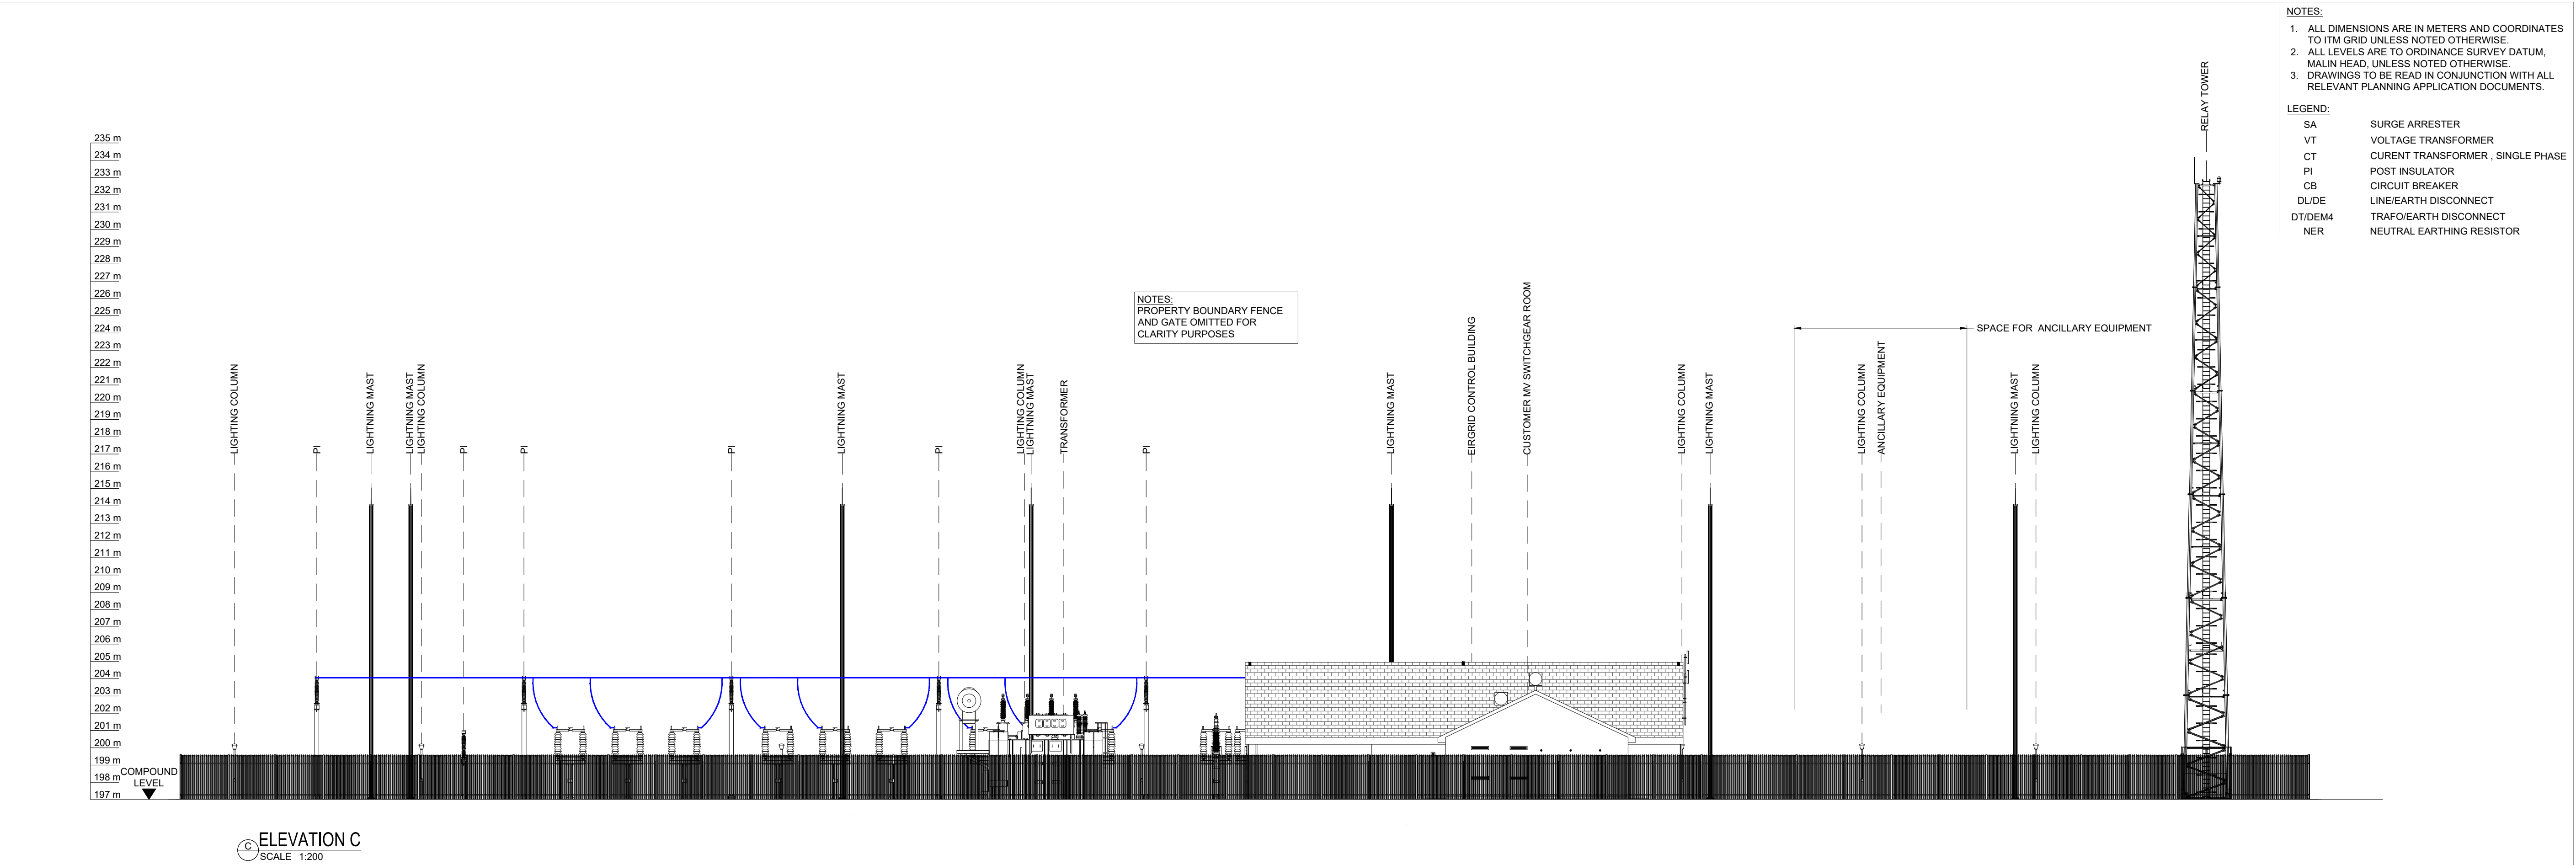 NOTES:
1. ALL DIMENSIONS ARE IN METERS AND COORDINATES
TO ITM GRID UNLESS NOTED OTHERWISE.
2. ALL LEVELS ARE TO ORDINANCE SURVEY DATUM,
MALIN HEAD, UNLESS NOTED OTHERWISE.
3. DRAWINGS TO BE READ IN CONJUNCTION WITH ALL
RELEVANT PLANNING APPLICATION DOCUMENTS.
LEGEND:
SA SURGE ARRESTER
VT VOLTAGE TRANSFORMER
CT CURENT TRANSFORMER , SINGLE PHASE
PI POST INSULATOR
CB CIRCUIT BREAKER
DL/DE LINE/EARTH DISCONNECT
DT/DEM4 TRAFO/EARTH DISCONNECT
NER NEUTRAL EARTHING RESISTOR
235 m
234 m
233 m
232 m
231 m
230 m
229 m
228 m
227 m
226 m
225 m
224 m
223 m
222 m
221 m
220 m
219 m
218 m
217 m
216 m
215 m
214 m
213 m
212 m
211 m
210 m
209 m
208 m
207 m
206 m
205 m
204 m
203 m
202 m
201 m
200 m
199 m
198 m
197 m
COMPOUND
LEVEL
LIGHTING COLUMN
PI
LIGHTNING MAST
LIGHTNING MAST
LIGHTING COLUMN
PI
PI
PI
LIGHTNING MAST
PI
LIGHTING COLUMN
LIGHTNING MAST
TRANSFORMER
PI
NOTES:
PROPERTY BOUNDARY FENCE
AND GATE OMITTED FOR
CLARITY PURPOSES
LIGHTNING MAST
EIRGRID CONTROL BUILDING
CUSTOMER MV SWITCHGEAR ROOM
LIGHTING COLUMN
LIGHTNING MAST
SPACE FOR ANCILLARY EQUIPMENT
LIGHTING COLUMN
ANCILLARY EQUIPMENT
LIGHTNING MAST
LIGHTING COLUMN
RELAY TOWER
C ELEVATION C
SCALE 1:200